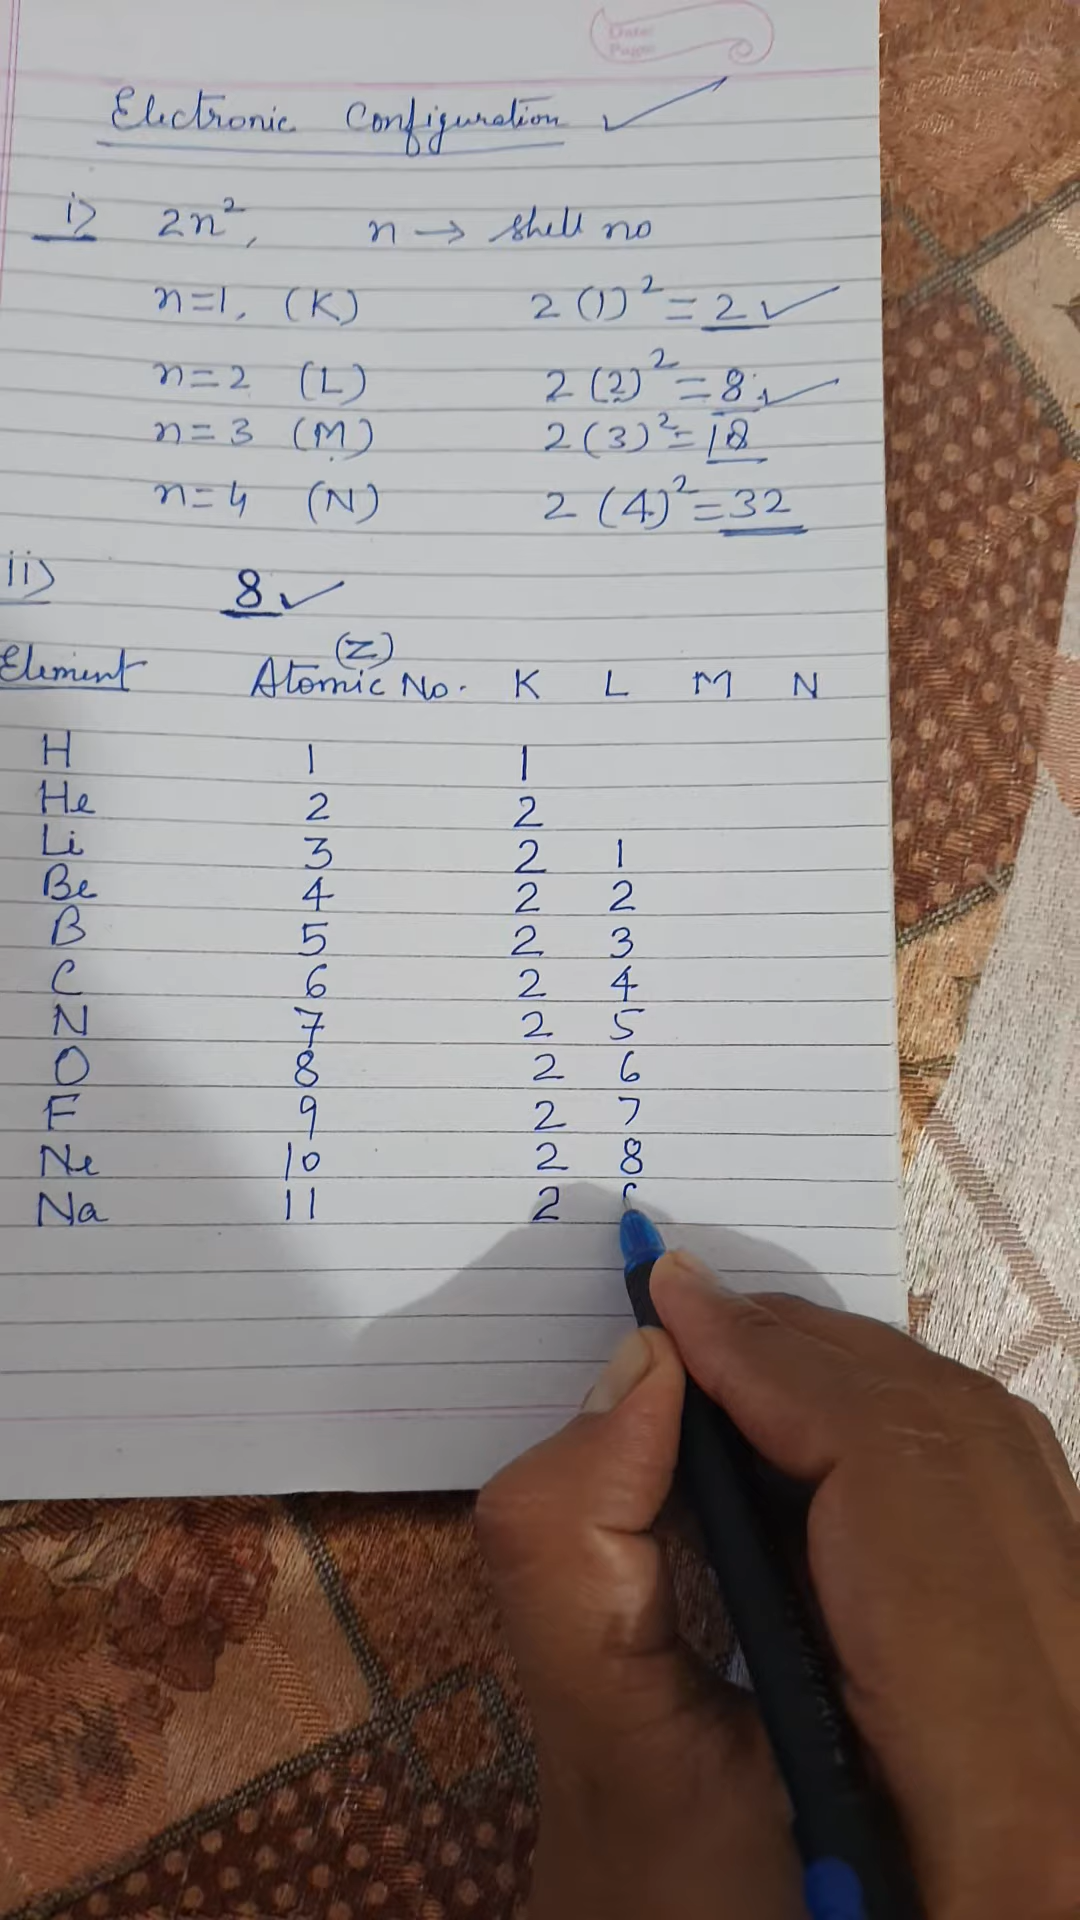 Date:
Page:
Electronic Configuration ✓
i) 2n², n → shell no
n=1, (K) 2(1)² = 2 ✓
n=2 (L) 2(2)² = 8 ✓
n=3 (M) 2(3)² = 18
n=4 (N) 2(4)² = 32
ii) 8 ✓
(Z)
Element Atomic No. K L M N
H 1 1
He 2 2
Li 3 2 1
Be 4 2 2
B 5 2 3
C 6 2 4
N 7 2 5
O 8 2 6
F 9 2 7
Ne 10 2 8
Na 11 2